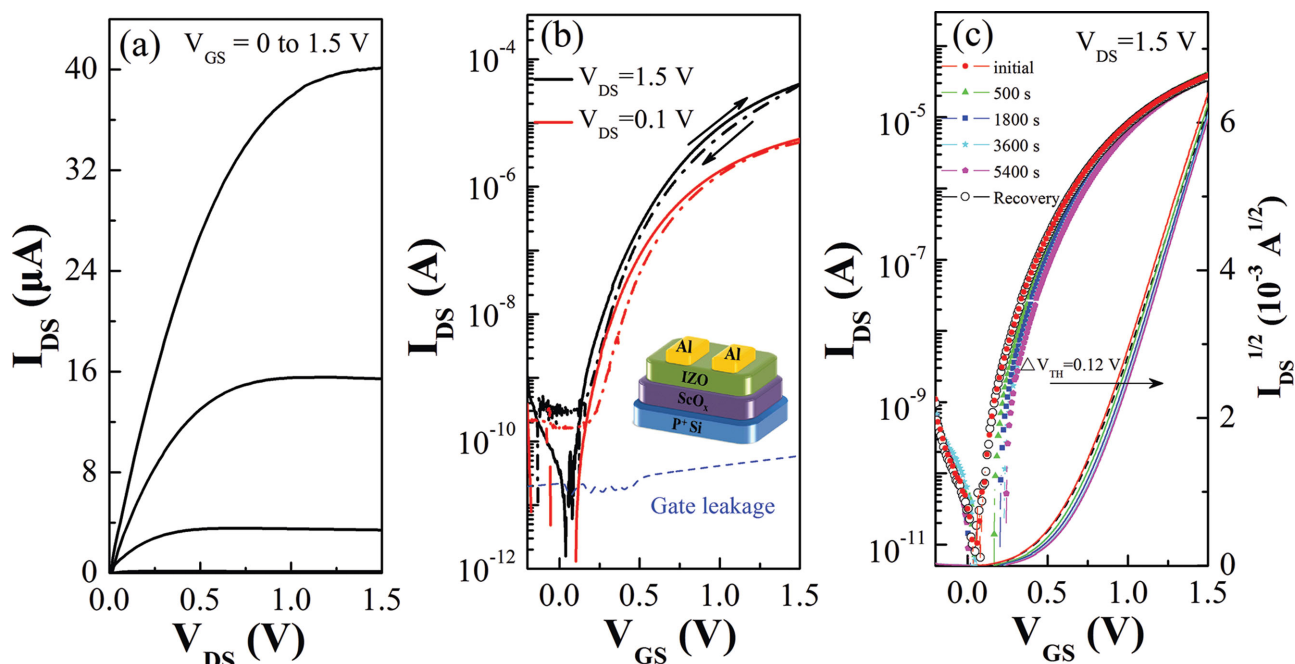 (a) V_GS = 0 to 1.5 V
40
32
24
16
8
0
I_DS (μA)
0.0 0.5 1.0 1.5
V_DS (V)
(b)
V_DS=1.5 V
V_DS=0.1 V
10^-4
10^-6
10^-8
10^-10
10^-12
I_DS (A)
Al
Al
IZO
ScO_x
P^+ Si
Gate leakage
0.0 0.5 1.0 1.5
V_GS (V)
(c) V_DS=1.5 V
initial
500 s
1800 s
3600 s
5400 s
Recovery
10^-5
10^-7
10^-9
10^-11
I_DS (A)
△V_TH=0.12 V
6
4
2
0
I_DS^1/2 (10^-3 A^1/2)
0.0 0.5 1.0 1.5
V_GS (V)